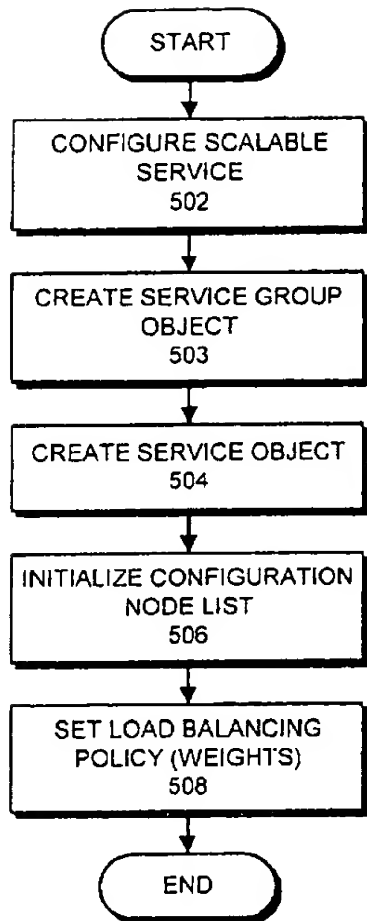 START
CONFIGURE SCALABLE
SERVICE
502
CREATE SERVICE GROUP
OBJECT
503
CREATE SERVICE OBJECT
504
INITIALIZE CONFIGURATION
NODE LIST
506
SET LOAD BALANCING
POLICY (WEIGHTS)
508
END